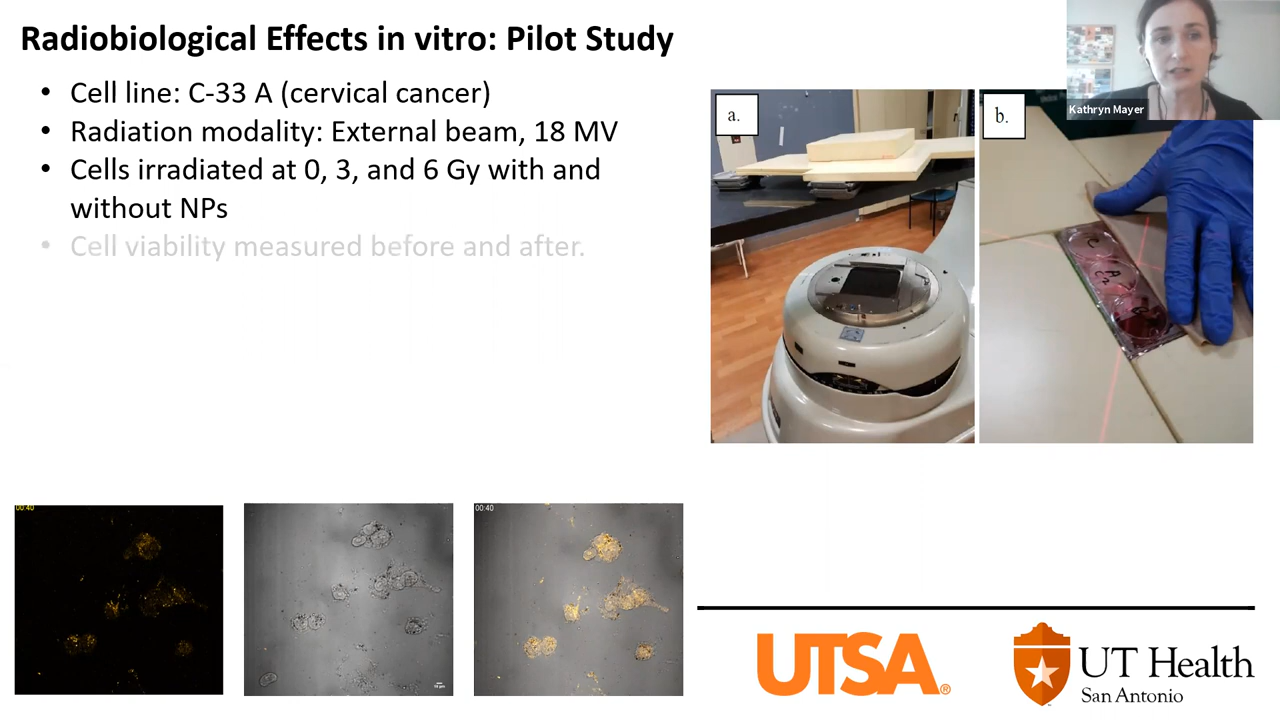 Radiobiological Effects in vitro: Pilot Study
• Cell line: C-33 A (cervical cancer)
• Radiation modality: External beam, 18 MV
• Cells irradiated at 0, 3, and 6 Gy with and
without NPs
• Cell viability measured before and after.
a.
b.
Kathryn Mayer
00:40
00:40
UTSA®
UT Health
San Antonio